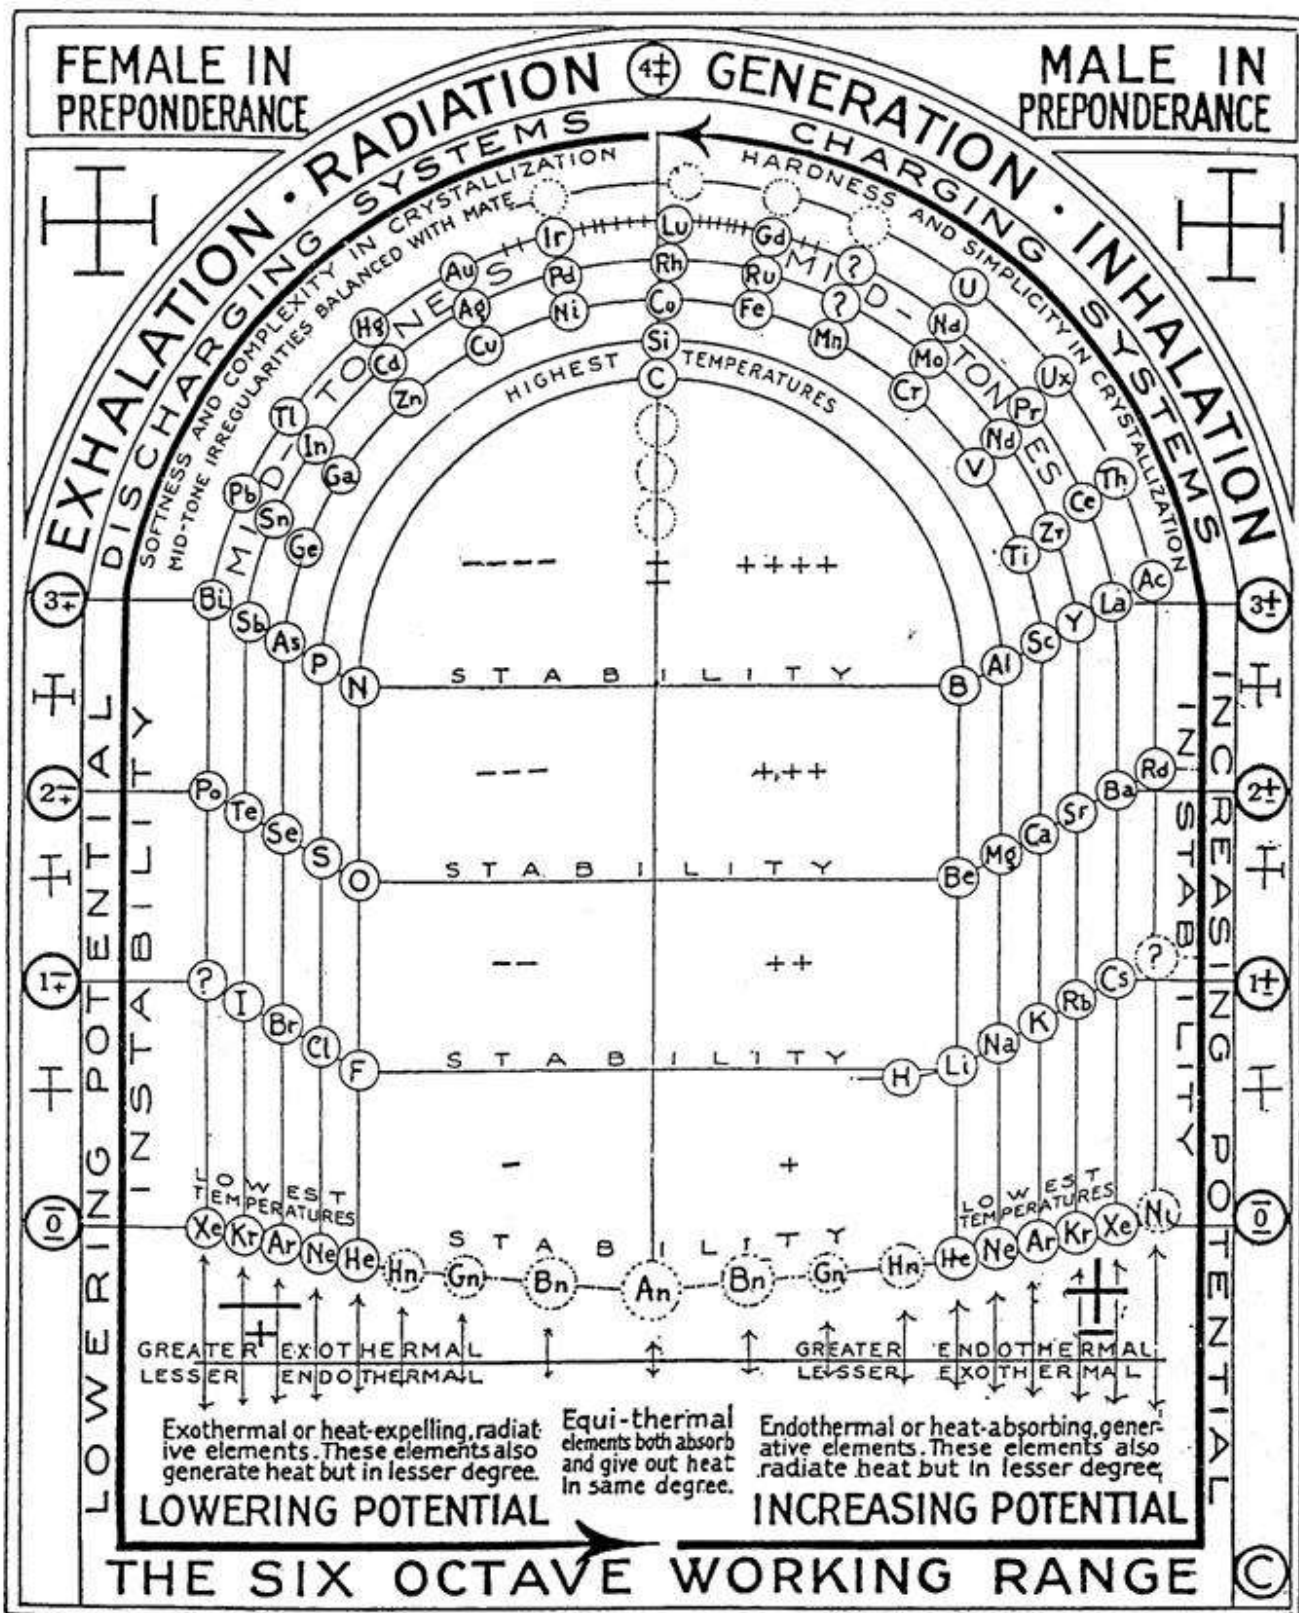 FEMALE IN
PREPONDERANCE
MALE IN
PREPONDERANCE
EXHALATION · RADIATION 4‡ GENERATION · INHALATION
DISCHARGING SYSTEMS
CHARGING SYSTEMS
SOFTNESS AND COMPLEXITY IN CRYSTALLIZATION
MID-TONE IRREGULARITIES BALANCED WITH MATE
HARDNESS AND SIMPLICITY IN CRYSTALLIZATION
MID-TONES
MID-TONES
U Ux Th Ac
Bi Pb Tl Hg Au Ir Lu Gd ? Nd Pr Ce La
Sb Sn In Cd Ag Pd Rh Ru ? Mo Nd Zr Y
As Ge Ga Zn Cu Ni Co Fe Mn Cr V Ti Sc
P Si Al
N C B
HIGHEST TEMPERATURES
---- ++++
3∓ 3±
STABILITY
--- +++
2∓ 2±
Po Te Se S O Be Mg Ca Sr Ba Rd
STABILITY
-- ++
1∓ 1±
? I Br Cl F H Li Na K Rb Cs ?
STABILITY
- +
LOWEST
TEMPERATURES
LOWEST
TEMPERATURES
0 0
STABILITY
Xe Kr Ar Ne He Hn Gn Bn An Bn Gn Hn He Ne Ar Kr Xe
LOWERING POTENTIAL
INSTABILITY
INSTABILITY
INCREASING POTENTIAL
GREATER EXOTHERMAL
LESSER ENDOTHERMAL
GREATER ENDOTHERMAL
LESSER EXOTHERMAL
Exothermal or heat-expelling, radiat-
ive elements. These elements also
generate heat but in lesser degree.
LOWERING POTENTIAL
Equi-thermal
elements both absorb
and give out heat
in same degree.
Endothermal or heat-absorbing, gener-
ative elements. These elements also
radiate heat but in lesser degree,
INCREASING POTENTIAL
THE SIX OCTAVE WORKING RANGE ©